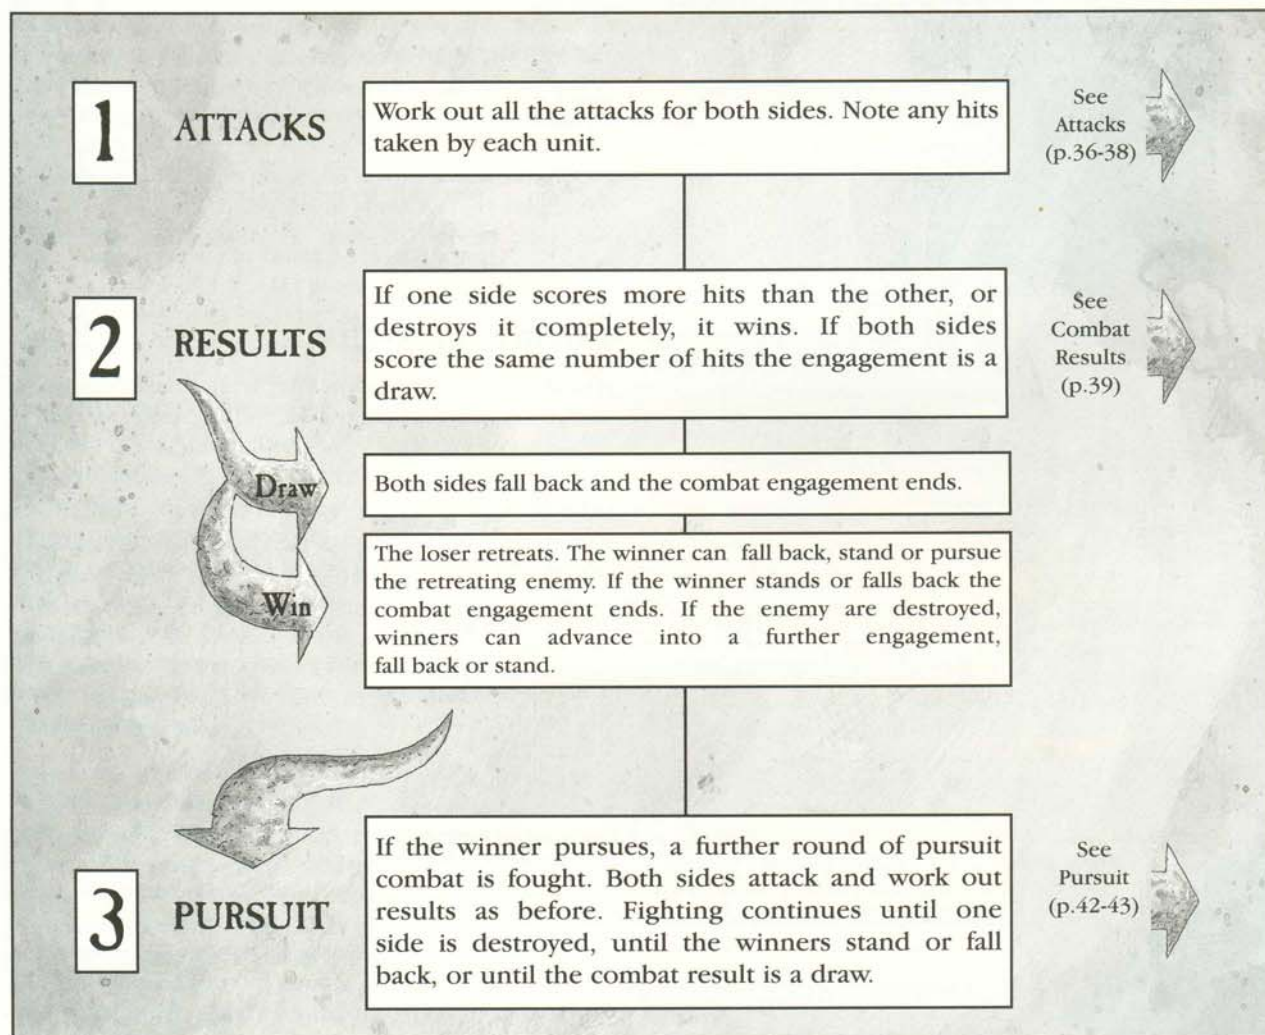 1
ATTACKS
Work out all the attacks for both sides. Note any hits
taken by each unit.
See
Attacks
(p.36-38)
2
RESULTS
If one side scores more hits than the other, or
destroys it completely, it wins. If both sides
score the same number of hits the engagement is a
draw.
See
Combat
Results
(p.39)
Draw
Both sides fall back and the combat engagement ends.
Win
The loser retreats. The winner can fall back, stand or pursue
the retreating enemy. If the winner stands or falls back the
combat engagement ends. If the enemy are destroyed,
winners can advance into a further engagement,
fall back or stand.
3
PURSUIT
If the winner pursues, a further round of pursuit
combat is fought. Both sides attack and work out
results as before. Fighting continues until one
side is destroyed, until the winners stand or fall
back, or until the combat result is a draw.
See
Pursuit
(p.42-43)